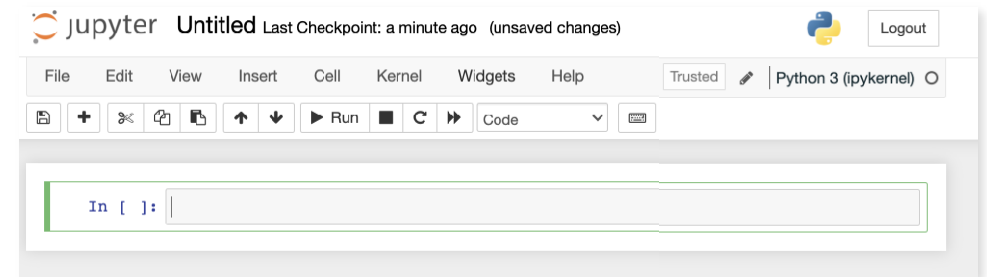 jupyter Untitled Last Checkpoint: a minute ago (unsaved changes) Logout
File Edit View Insert Cell Kernel Widgets Help Trusted Python 3 (ipykernel)
Run Code
In [ ]: